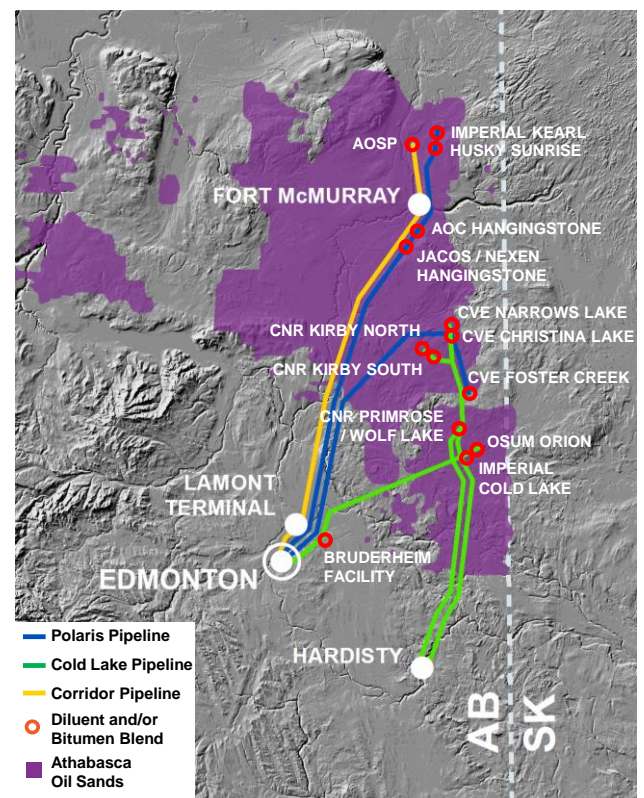 AOSP
IMPERIAL KEARL
HUSKY SUNRISE
FORT McMURRAY
AOC HANGINGSTONE
JACOS / NEXEN
HANGINGSTONE
CVE NARROWS LAKE
CNR KIRBY NORTH
CVE CHRISTINA LAKE
CNR KIRBY SOUTH
CVE FOSTER CREEK
CNR PRIMROSE
/ WOLF LAKE
OSUM ORION
IMPERIAL
COLD LAKE
LAMONT
TERMINAL
BRUDERHEIM
FACILITY
EDMONTON
HARDISTY
AB
SK
Polaris Pipeline
Cold Lake Pipeline
Corridor Pipeline
Diluent and/or
Bitumen Blend
Athabasca
Oil Sands